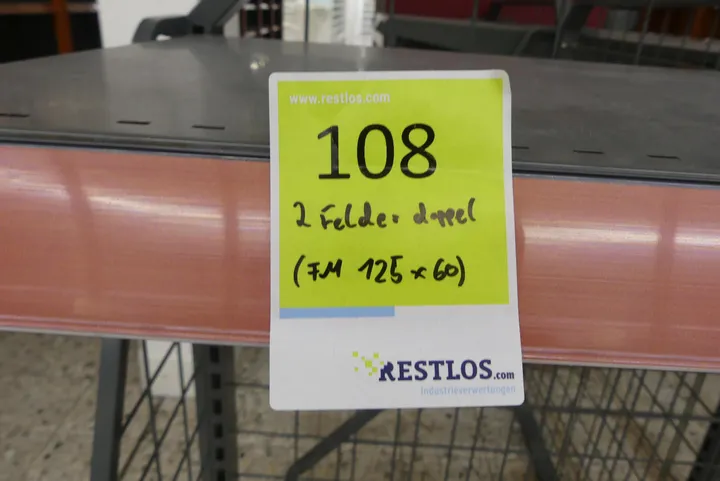 www.restlos.com
108
2 Felder doppel
(FM 125 x 60)
RESTLOS.com
Industrieverwertungen